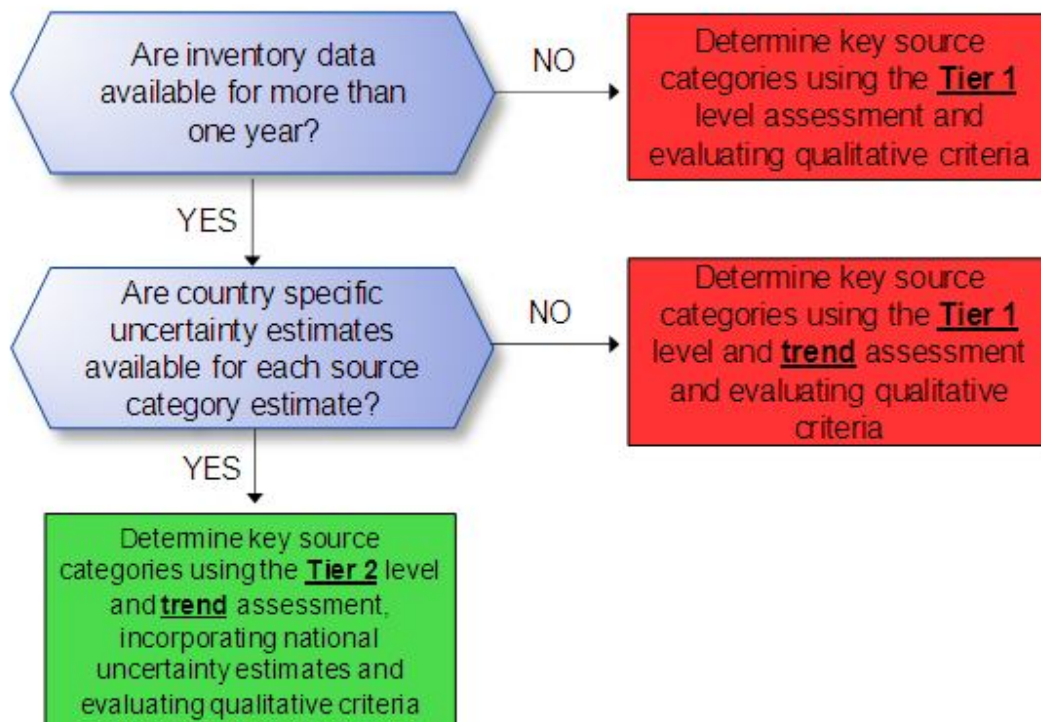 Are inventory data
available for more than
one year?
NO
Determine key source
categories using the Tier 1
level assessment and
evaluating qualitative criteria
YES
Are country specific
uncertainty estimates
available for each source
category estimate?
NO
Determine key source
categories using the Tier 1
level and trend assessment
and evaluating qualitative
criteria
YES
Determine key source
categories using the Tier 2 level
and trend assessment,
incorporating national
uncertainty estimates and
evaluating qualitative criteria